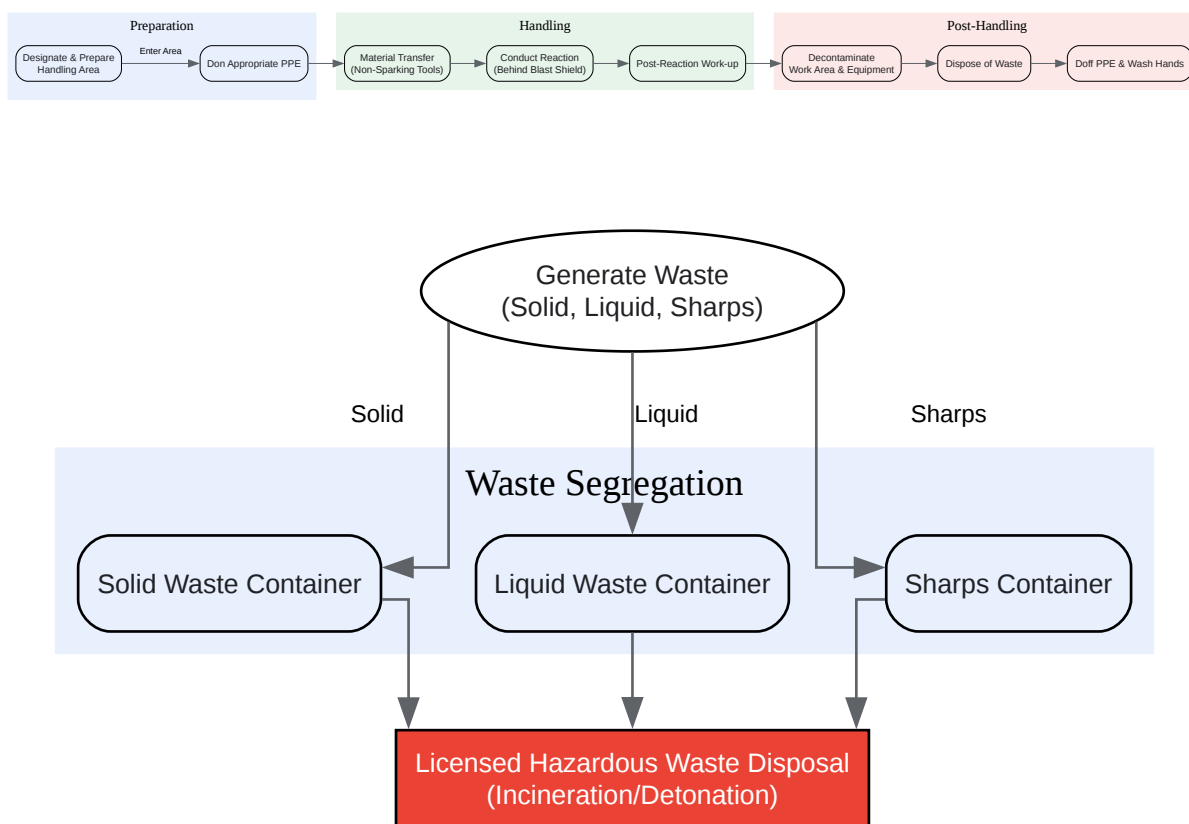 Preparation
Handling
Post-Handling
Designate & Prepare
Handling Area
Enter Area
Don Appropriate PPE
Material Transfer
(Non-Sparking Tools)
Conduct Reaction
(Behind Blast Shield)
Post-Reaction Work-up
Decontaminate
Work Area & Equipment
Dispose of Waste
Doff PPE & Wash Hands
Generate Waste
(Solid, Liquid, Sharps)
Solid
Liquid
Sharps
Waste Segregation
Solid Waste Container
Liquid Waste Container
Sharps Container
Licensed Hazardous Waste Disposal
(Incineration/Detonation)